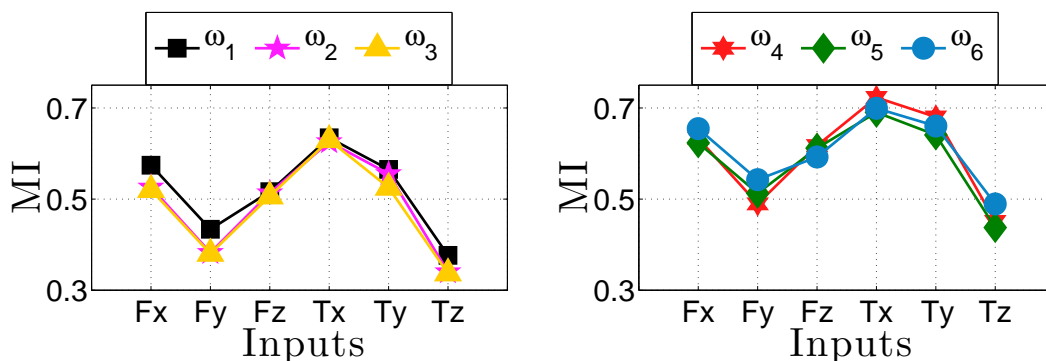 ω1 ω2 ω3
0.7
0.5
0.3
MI
Fx Fy Fz Tx Ty Tz
Inputs
ω4 ω5 ω6
0.7
0.5
0.3
MI
Fx Fy Fz Tx Ty Tz
Inputs